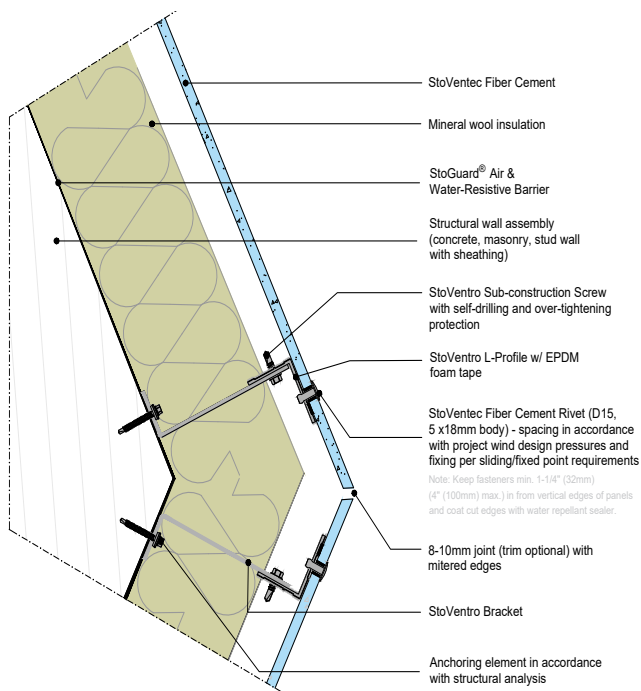 StoVentec Fiber Cement
Mineral wool insulation
StoGuard® Air &
Water-Resistive Barrier
Structural wall assembly
(concrete, masonry, stud wall
with sheathing)
StoVentro Sub-construction Screw
with self-drilling and over-tightening
protection
StoVentro L-Profile w/ EPDM
foam tape
StoVentec Fiber Cement Rivet (D15,
5 x18mm body) - spacing in accordance
with project wind design pressures and
fixing per sliding/fixed point requirements
Note: Keep fasteners min. 1-1/4" (32mm)
(4" (100mm) max.) in from vertical edges of panels
and coat cut edges with water repellant sealer.
8-10mm joint (trim optional) with
mitered edges
StoVentro Bracket
Anchoring element in accordance
with structural analysis